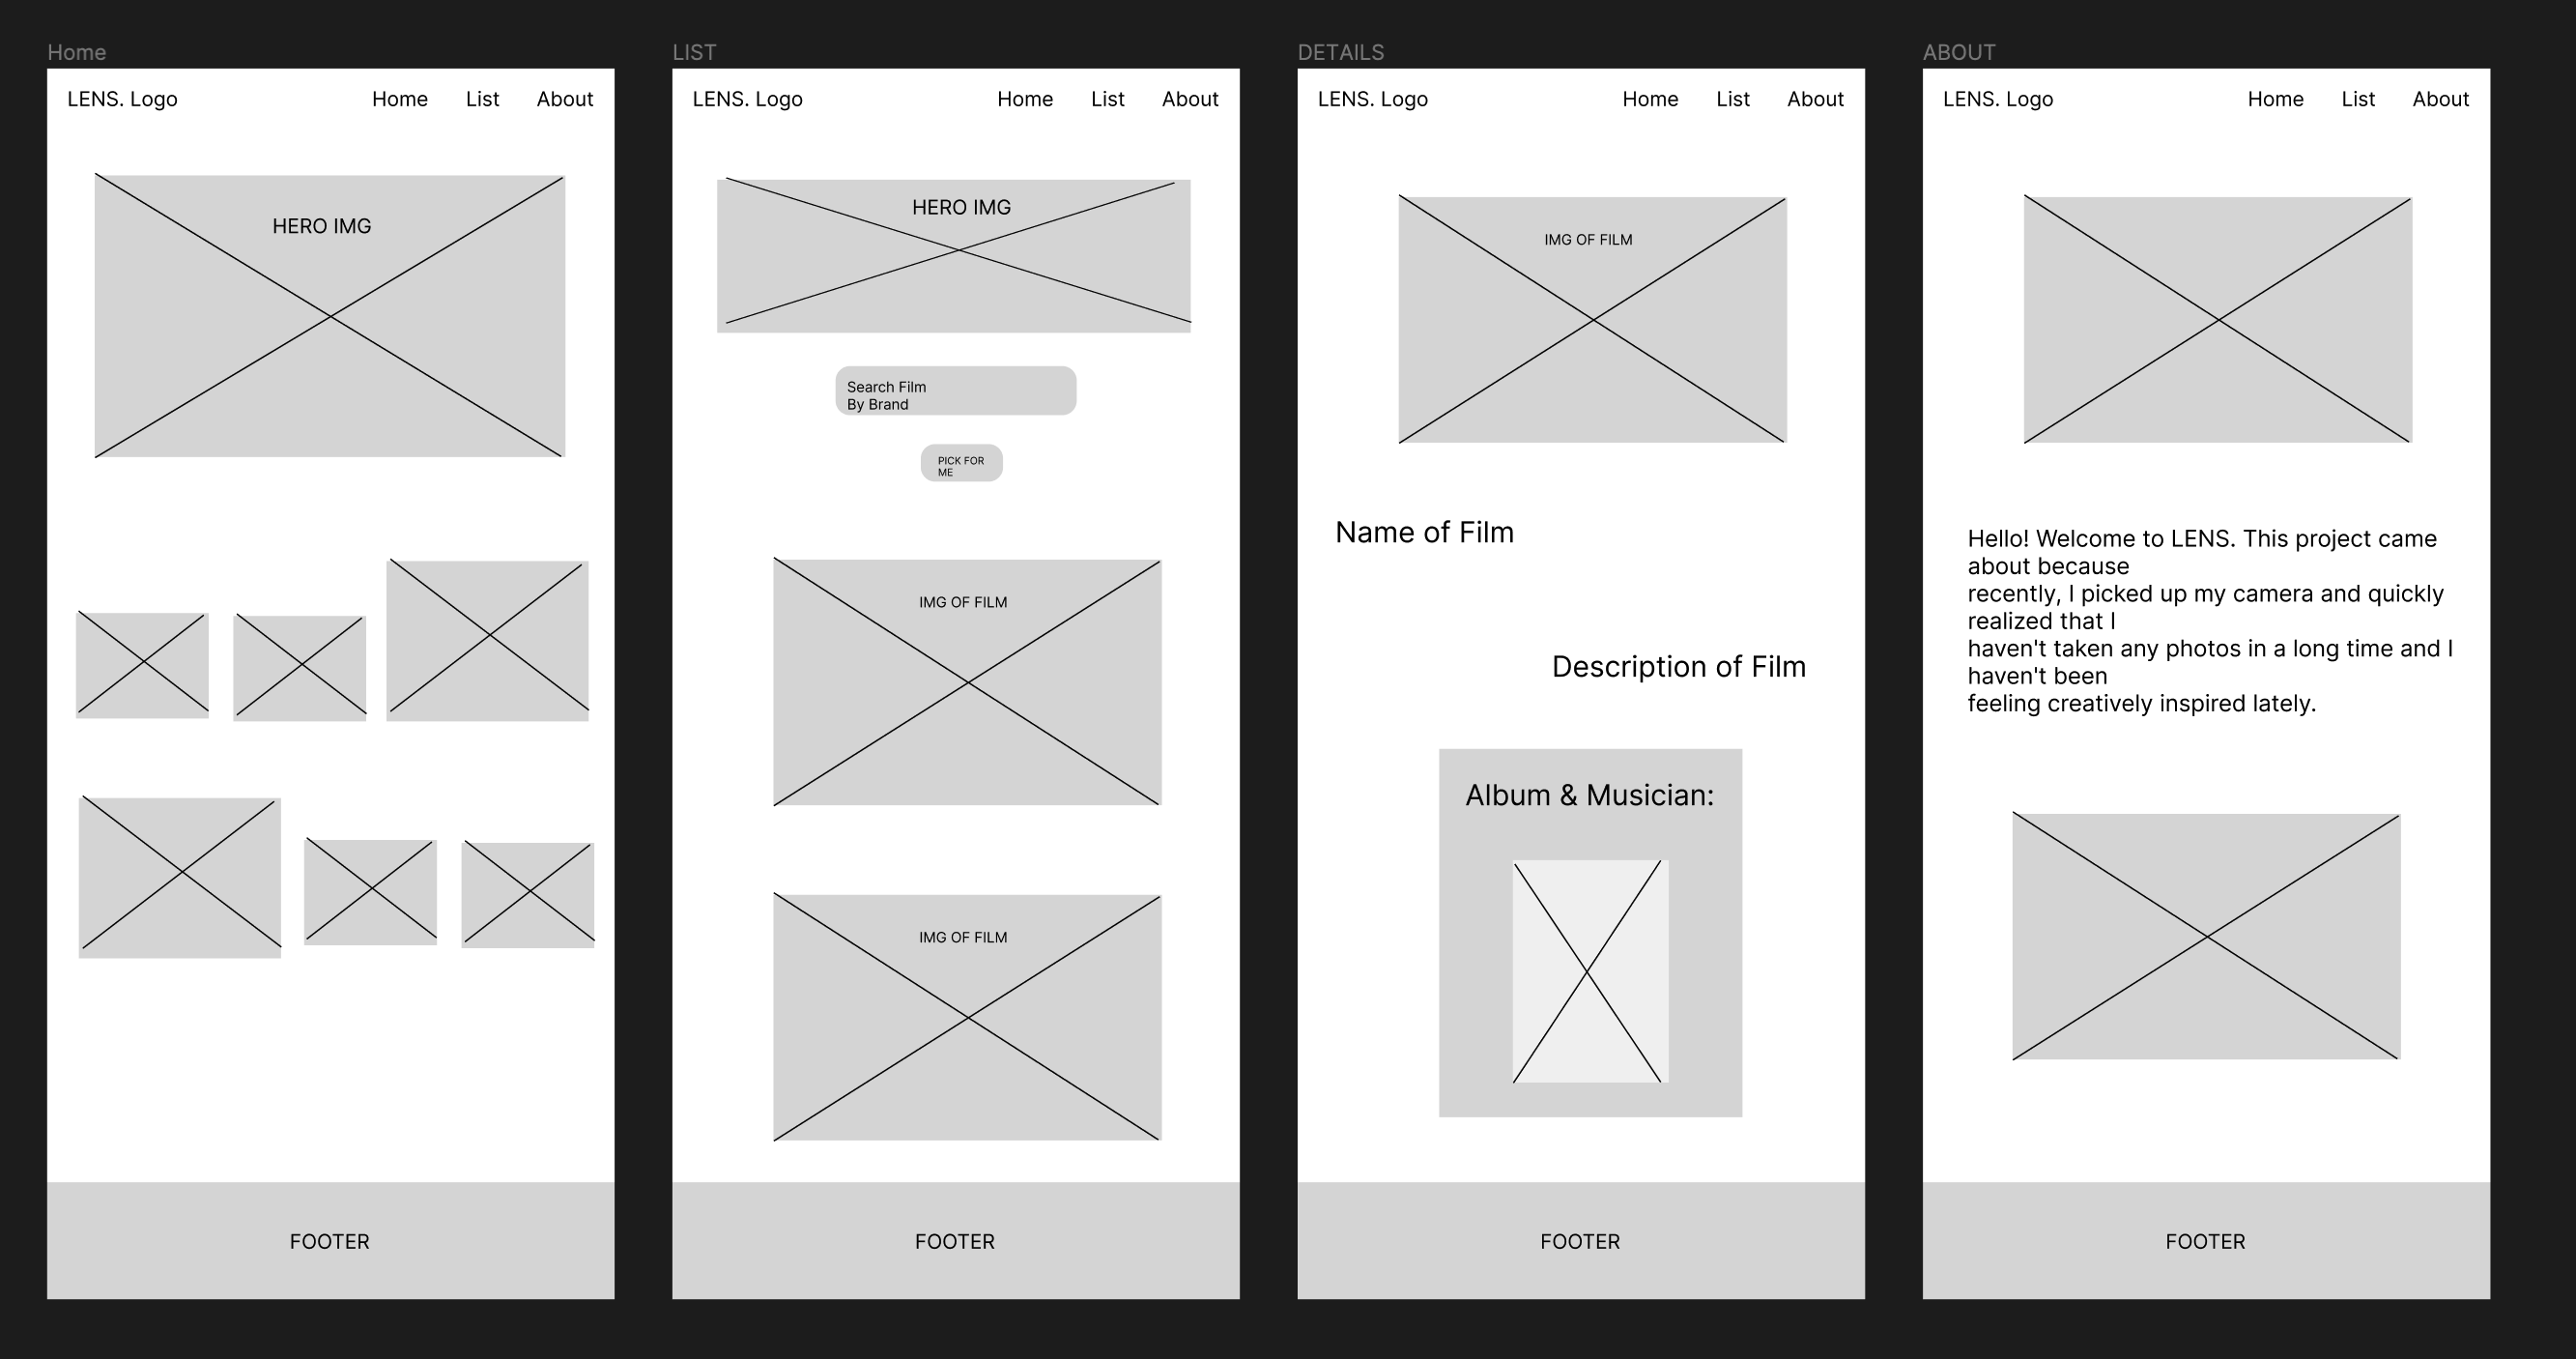 Home
LENS. Logo
Home List About
HERO IMG
FOOTER
LIST
LENS. Logo
Home List About
HERO IMG
Search Film
By Brand
PICK FOR
ME
IMG OF FILM
IMG OF FILM
FOOTER
DETAILS
LENS. Logo
Home List About
IMG OF FILM
Name of Film
Description of Film
Album & Musician:
FOOTER
ABOUT
LENS. Logo
Home List About
Hello! Welcome to LENS. This project came
about because
recently, I picked up my camera and quickly
realized that I
haven't taken any photos in a long time and I
haven't been
feeling creatively inspired lately.
FOOTER